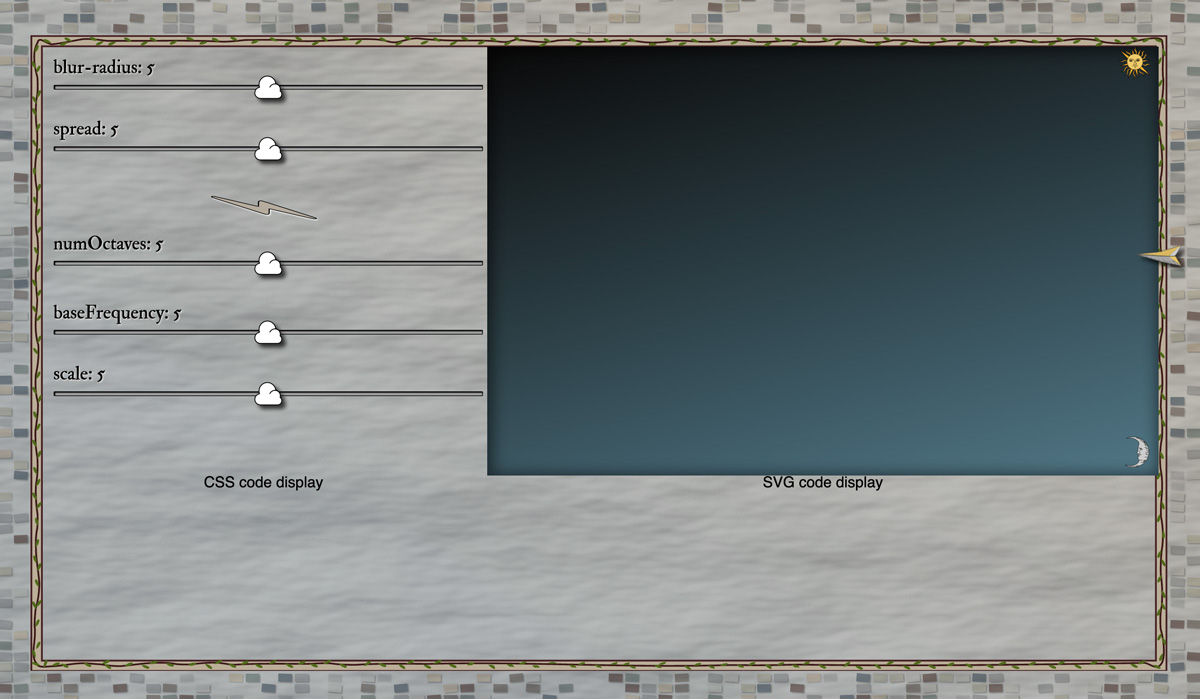 blur-radius: 5
spread: 5
numOctaves: 5
baseFrequency: 5
scale: 5
CSS code display
SVG code display